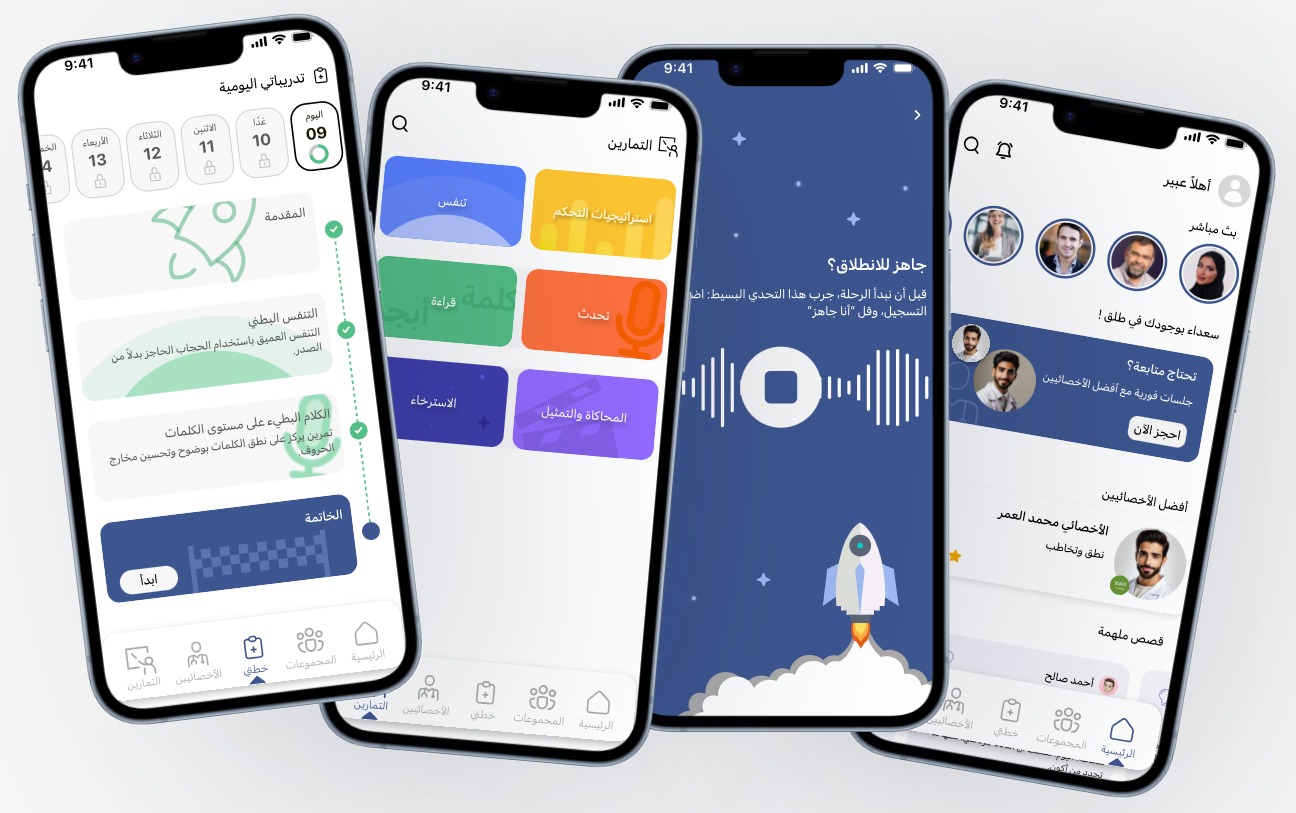 9:41
تدريباتي اليومية
اليوم
09
غدًا
10
الاثنين
11
الثلاثاء
12
الأربعاء
13
المقدمة
التنفس البطني
التنفس العميق باستخدام الحجاب الحاجز بدلاً من
الصدر.
الكلام البطيء على مستوى الكلمات
تمرين يركز على نطق الكلمات بوضوح وتحسين مخارج
الحروف.
الخاتمة
ابدأ
الرئيسية
المجموعات
خطتي
الأخصائيين
التمارين
9:41
التمارين
استراتيجيات التحكم
تنفس
تحدث
قراءة
كلمة
أبجد
المحاكاة والتمثيل
الاسترخاء
الرئيسية
المجموعات
خطتي
الأخصائيين
التمارين
9:41
جاهز للانطلاق؟
قبل أن نبدأ الرحلة، جرب هذا التحدي البسيط:
التسجيل، وقل "أنا جاهز"
9:41
أهلاً عبير
بث مباشر
سعداء بوجودك في طلق !
تحتاج متابعة؟
جلسات فورية مع أفضل الأخصائيين
احجز الآن
أفضل الأخصائيين
الأخصائي محمد العمر
نطق وتخاطب
قصص ملهمة
أحمد صالح
الرئيسية
المجموعات
خطتي
الأخصائيين